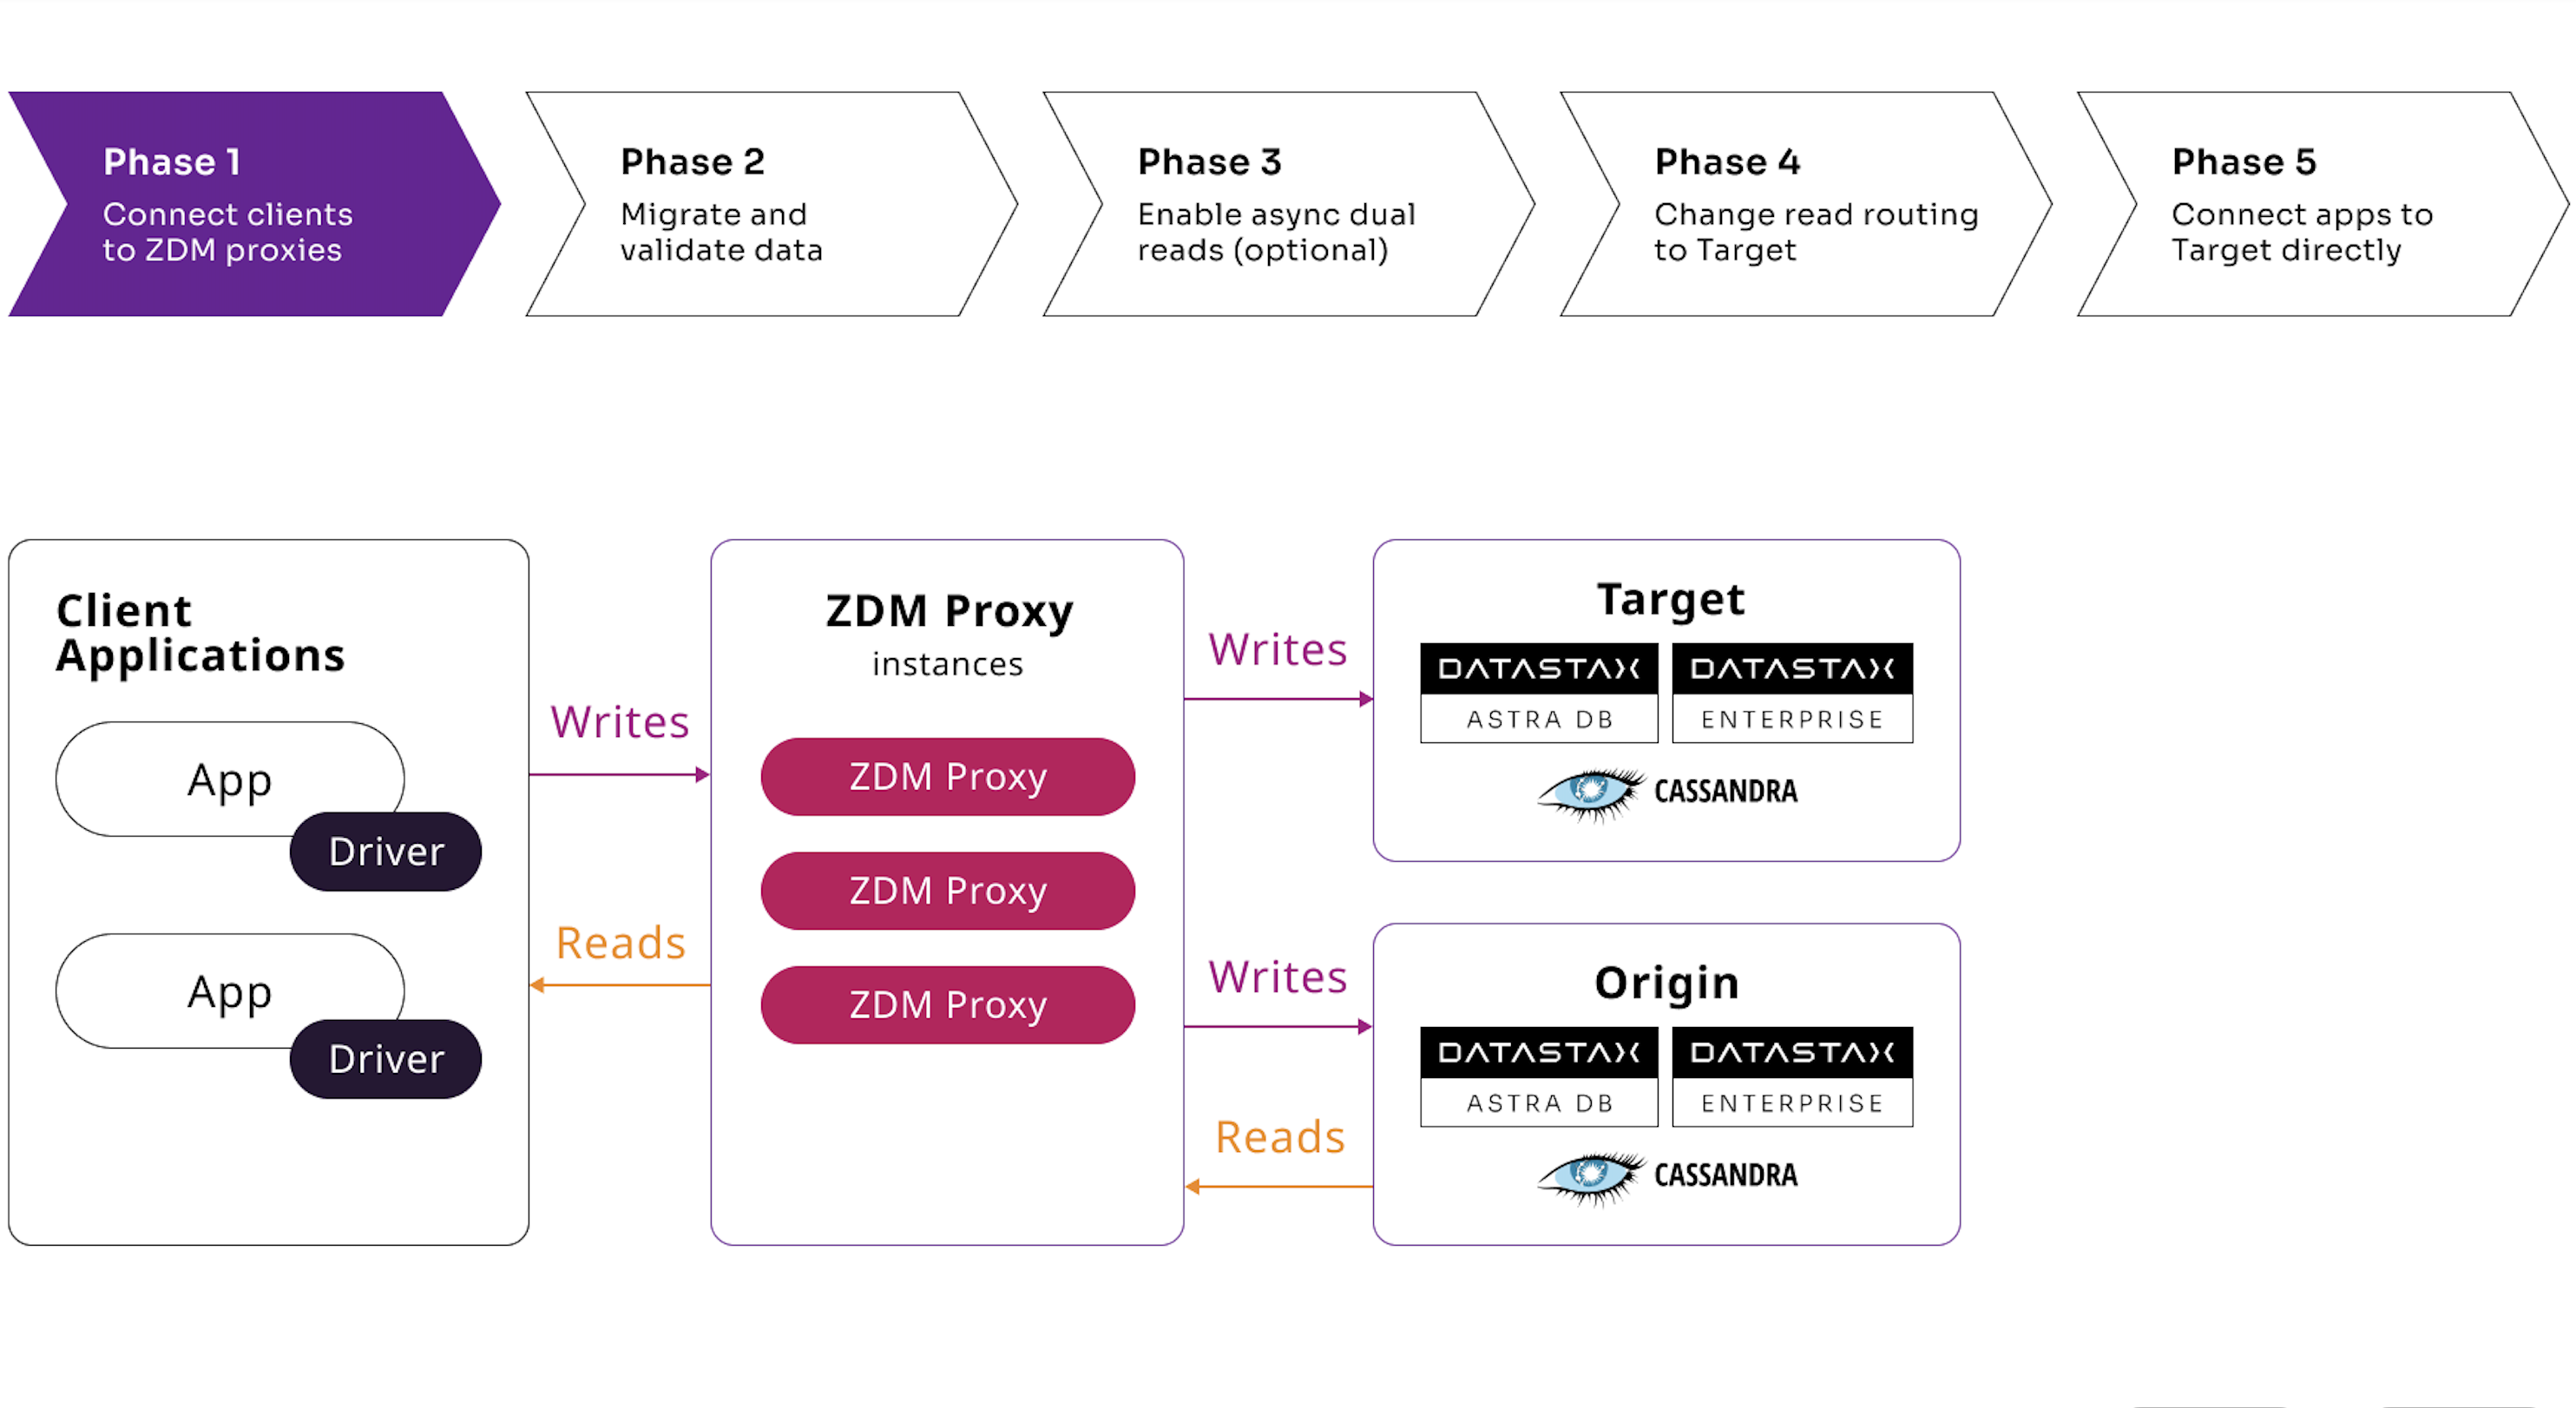 Phase 1
Connect clients
to ZDM proxies
Phase 2
Migrate and
validate data
Phase 3
Enable async dual
reads (optional)
Phase 4
Change read routing
to Target
Phase 5
Connect apps to
Target directly
Client
Applications
App
Driver
App
Driver
Writes
Reads
ZDM Proxy
instances
ZDM Proxy
ZDM Proxy
ZDM Proxy
Writes
Writes
Reads
Target
DATASTAX
ASTRA DB
DATASTAX
ENTERPRISE
CASSANDRA
Origin
DATASTAX
ASTRA DB
DATASTAX
ENTERPRISE
CASSANDRA